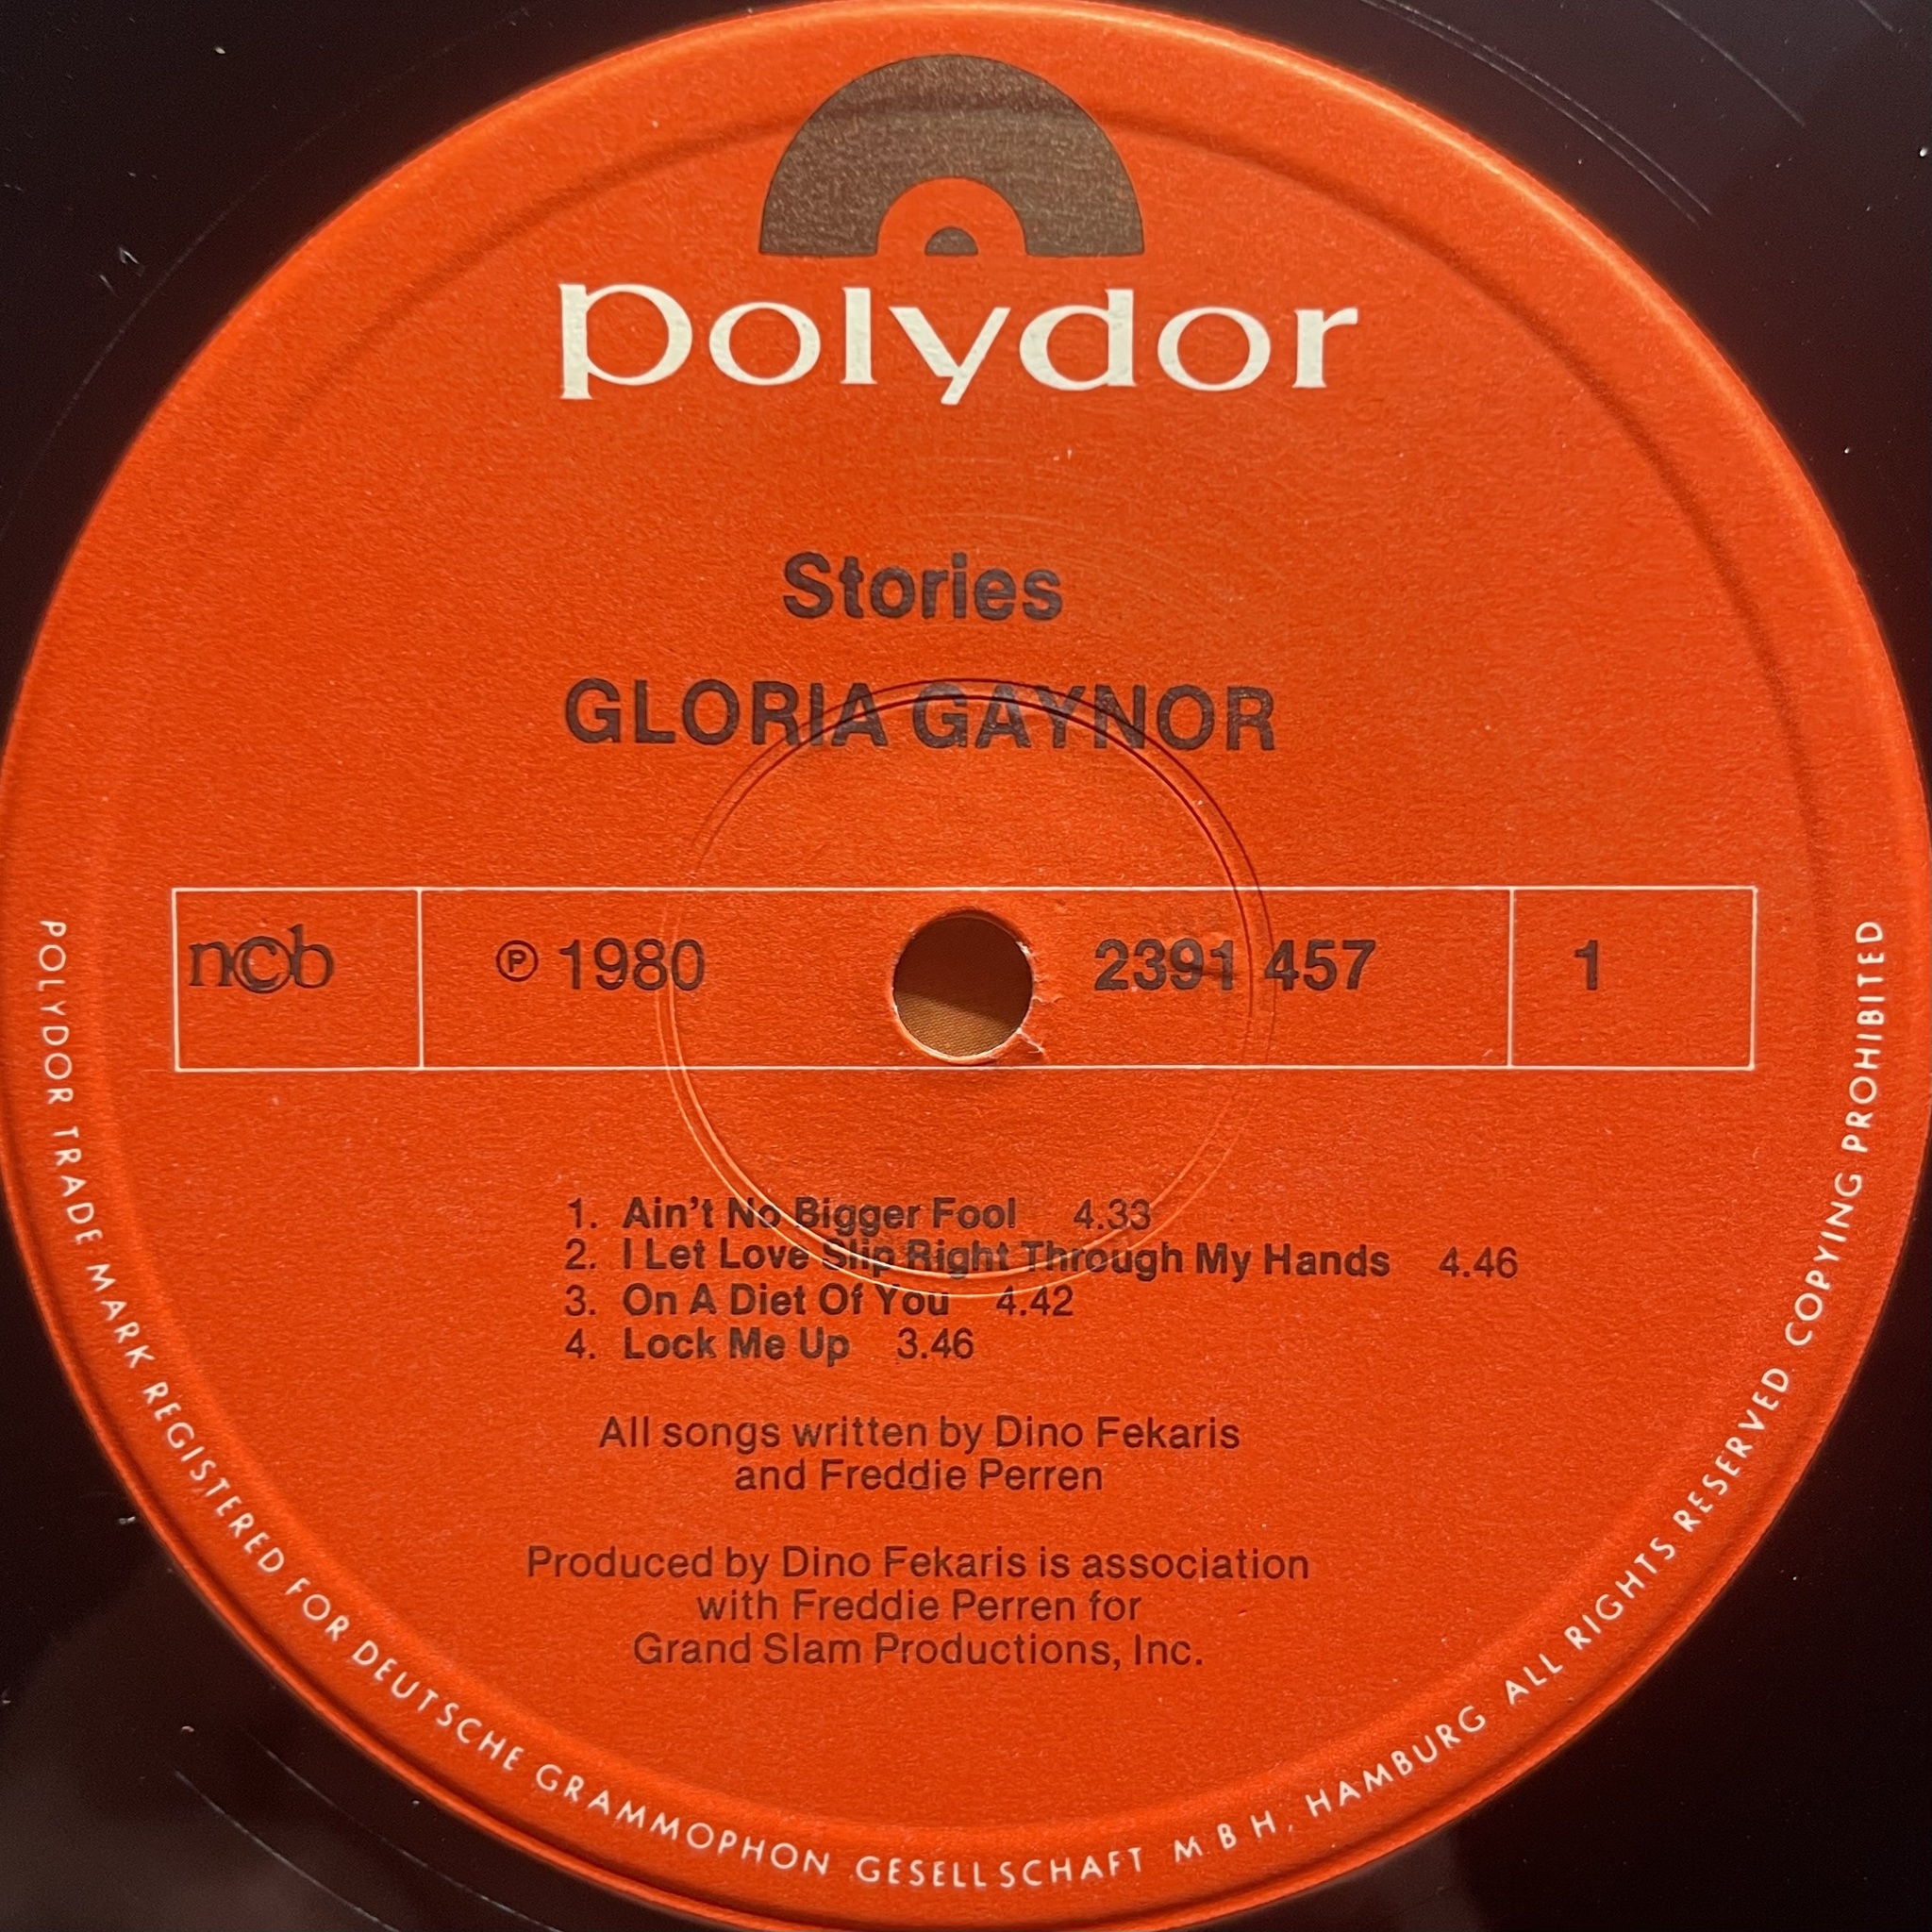 polydor
Stories
GLORIA GAYNOR
n©b ℗ 1980 2391 457 1
1. Ain't No Bigger Fool 4.33
2. I Let Love Slip Right Through My Hands 4.46
3. On A Diet Of You 4.42
4. Lock Me Up 3.46
All songs written by Dino Fekaris
and Freddie Perren
Produced by Dino Fekaris is association
with Freddie Perren for
Grand Slam Productions, Inc.
POLYDOR TRADE MARK REGISTERED FOR DEUTSCHE GRAMMOPHON GESELLSCHAFT M B H, HAMBURG ALL RIGHTS RESERVED COPYING PROHIBITED